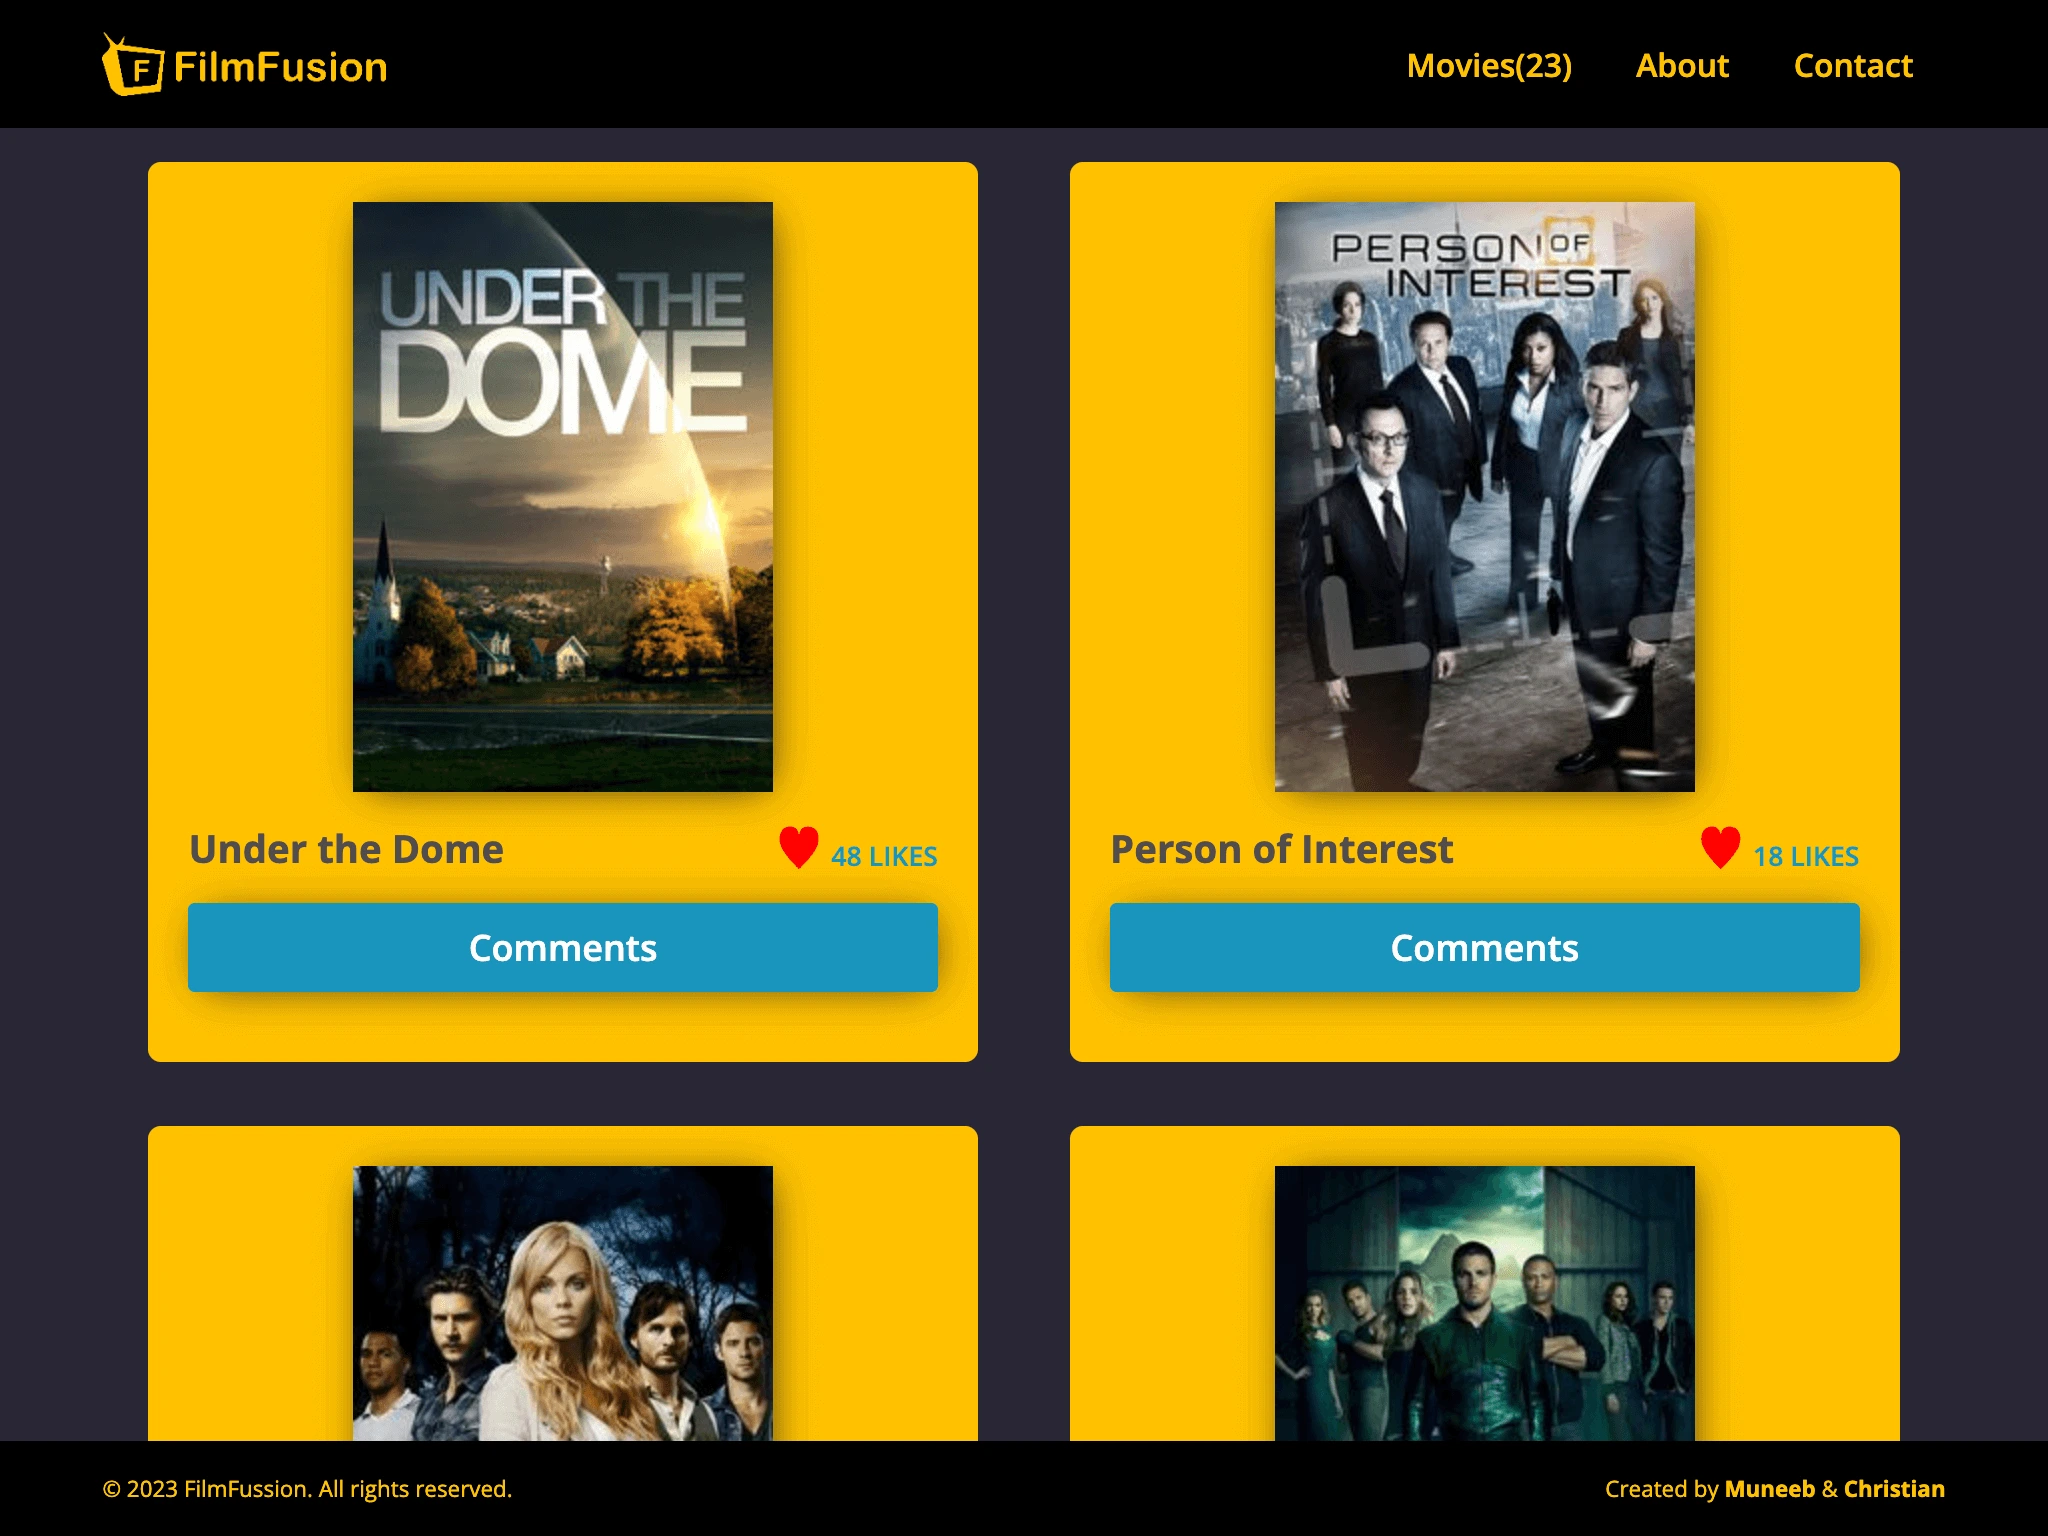 F FilmFusion
Movies(23) About Contact
UNDER THE
DOME
PERSON OF
INTEREST
Under the Dome
48 LIKES
Person of Interest
18 LIKES
Comments
Comments
© 2023 FilmFussion. All rights reserved.
Created by Muneeb & Christian